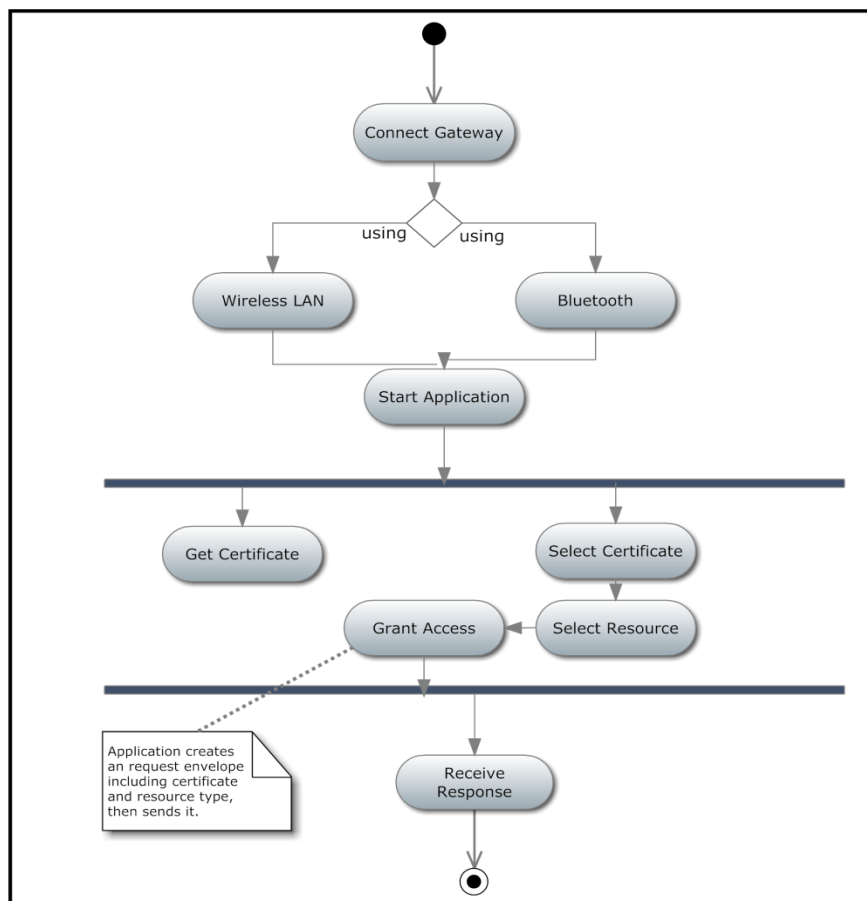 Connect Gateway
using
using
Wireless LAN
Bluetooth
Start Application
Get Certificate
Select Certificate
Grant Access
Select Resource
Application creates
an request envelope
including certificate
and resource type,
then sends it.
Receive
Response